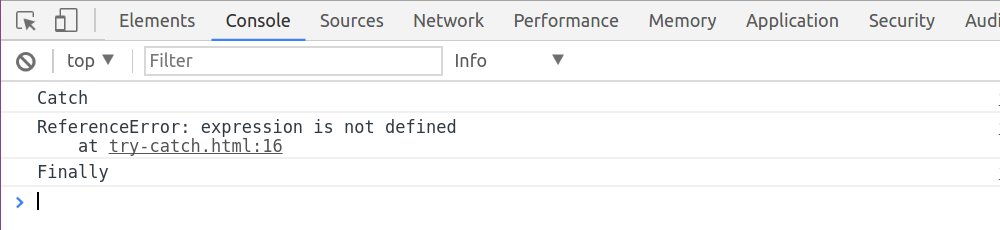 Elements Console Sources Network Performance Memory Application Security
top ▼ Filter Info ▼
Catch
ReferenceError: expression is not defined
at try-catch.html:16
Finally
>